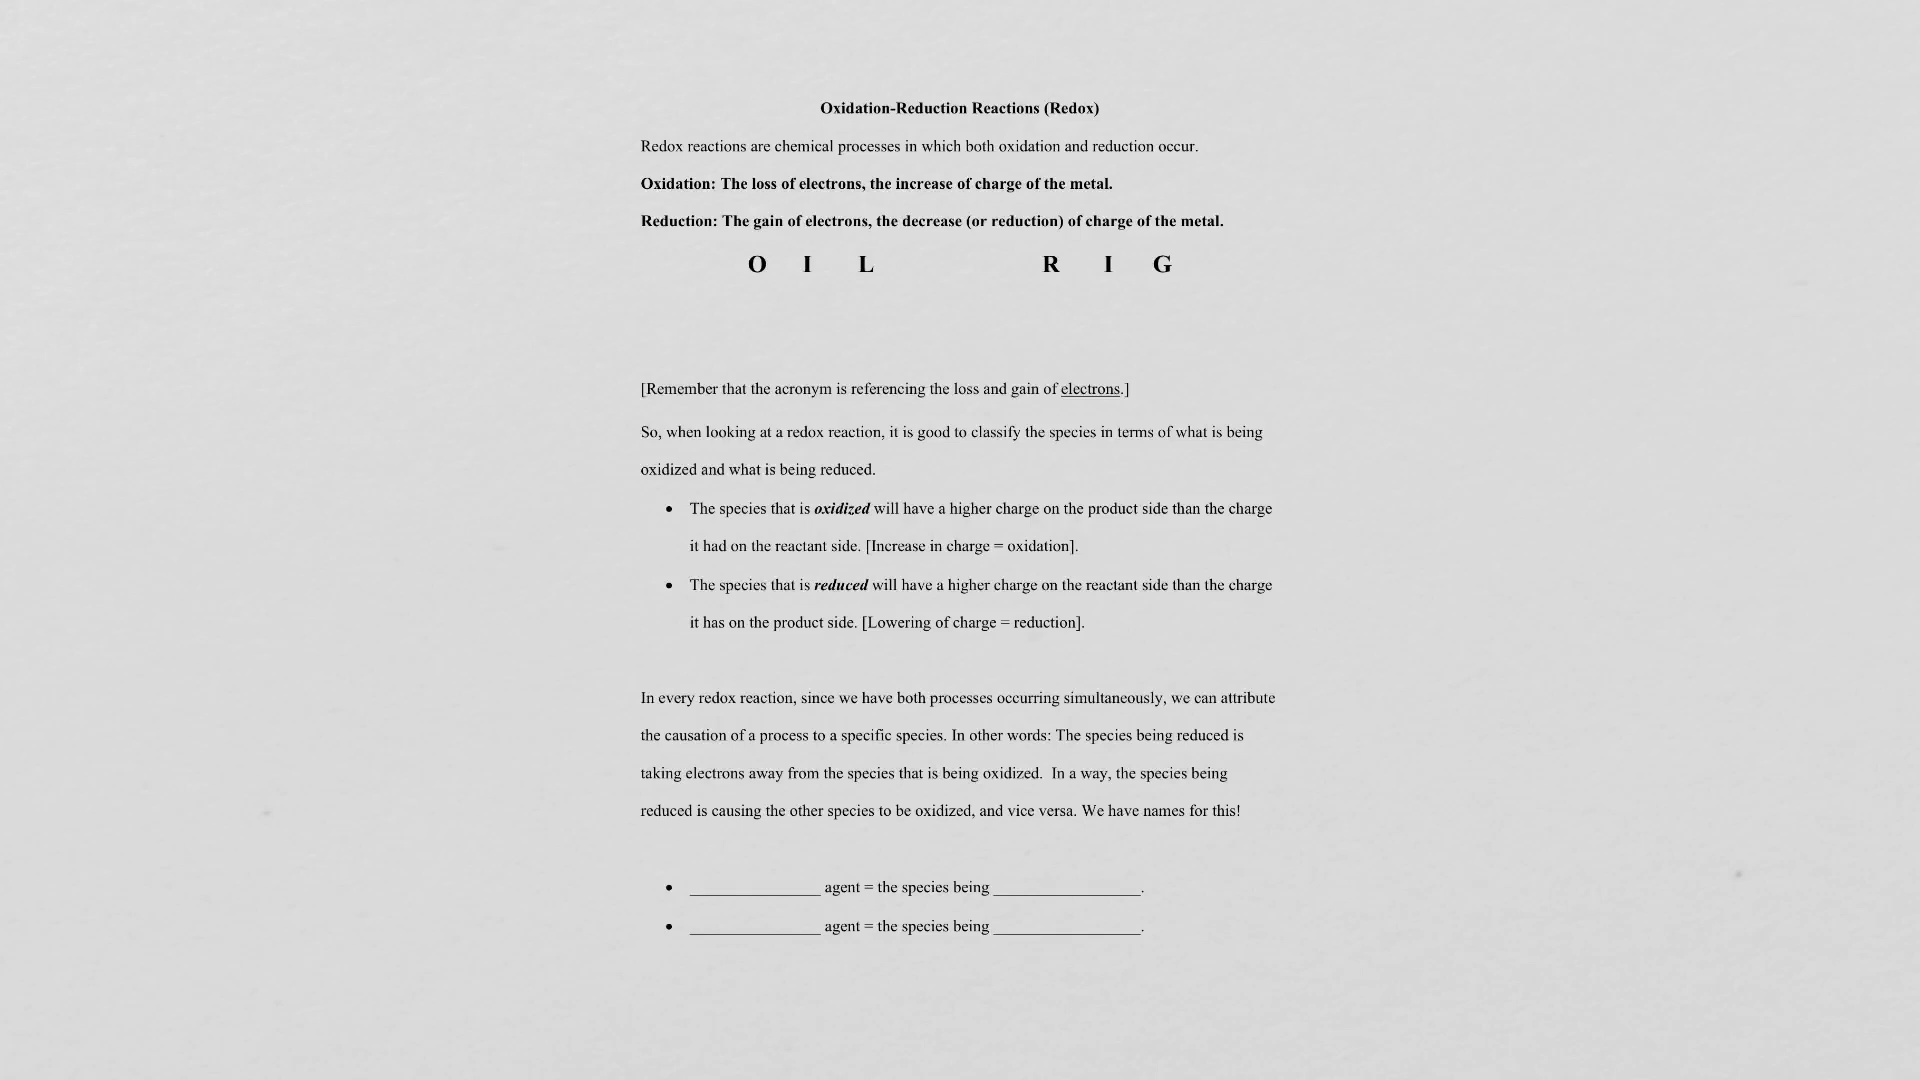 Oxidation-Reduction Reactions (Redox)
Redox reactions are chemical processes in which both oxidation and reduction occur.
Oxidation: The loss of electrons, the increase of charge of the metal.
Reduction: The gain of electrons, the decrease (or reduction) of charge of the metal.
O I L R I G
[Remember that the acronym is referencing the loss and gain of electrons.]
So, when looking at a redox reaction, it is good to classify the species in terms of what is being
oxidized and what is being reduced.
• The species that is oxidized will have a higher charge on the product side than the charge
it had on the reactant side. [Increase in charge = oxidation].
• The species that is reduced will have a higher charge on the reactant side than the charge
it has on the product side. [Lowering of charge = reduction].
In every redox reaction, since we have both processes occurring simultaneously, we can attribute
the causation of a process to a specific species. In other words: The species being reduced is
taking electrons away from the species that is being oxidized.  In a way, the species being
reduced is causing the other species to be oxidized, and vice versa. We have names for this!
• ________________ agent = the species being __________________.
• ________________ agent = the species being __________________.